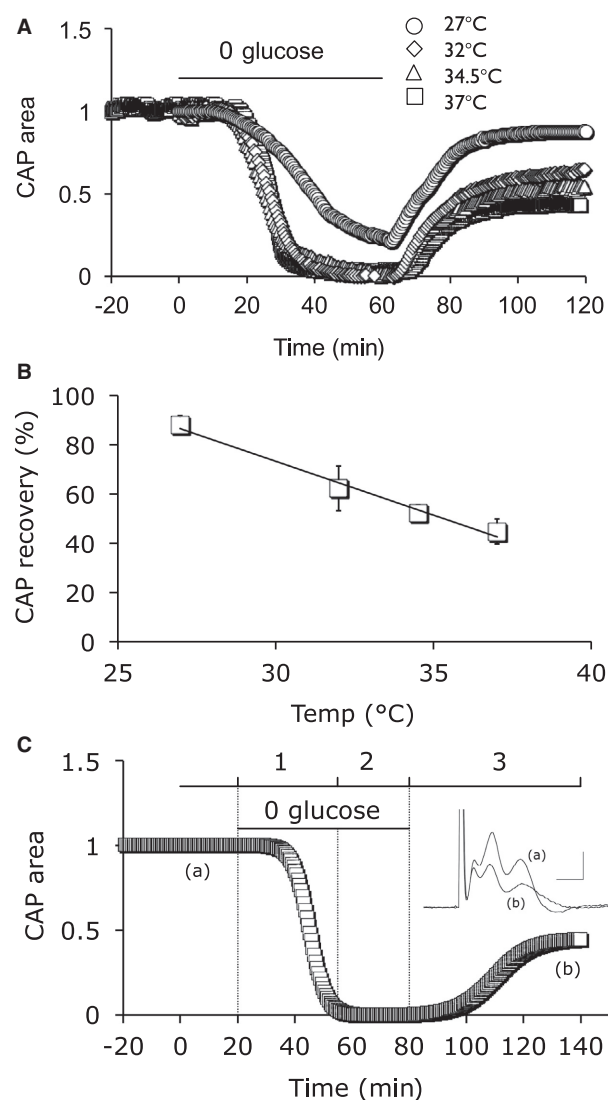 A
1.5
1
0.5
0
CAP area
0 glucose
27°C
32°C
34.5°C
37°C
-20 0 20 40 60 80 100 120
Time (min)
B
100
80
60
40
20
0
CAP recovery (%)
25 30 35 40
Temp (°C)
C
1.5
1
0.5
0
CAP area
1 2 3
0 glucose
(a)
(a)
(b)
(b)
-20 0 20 40 60 80 100 120 140
Time (min)